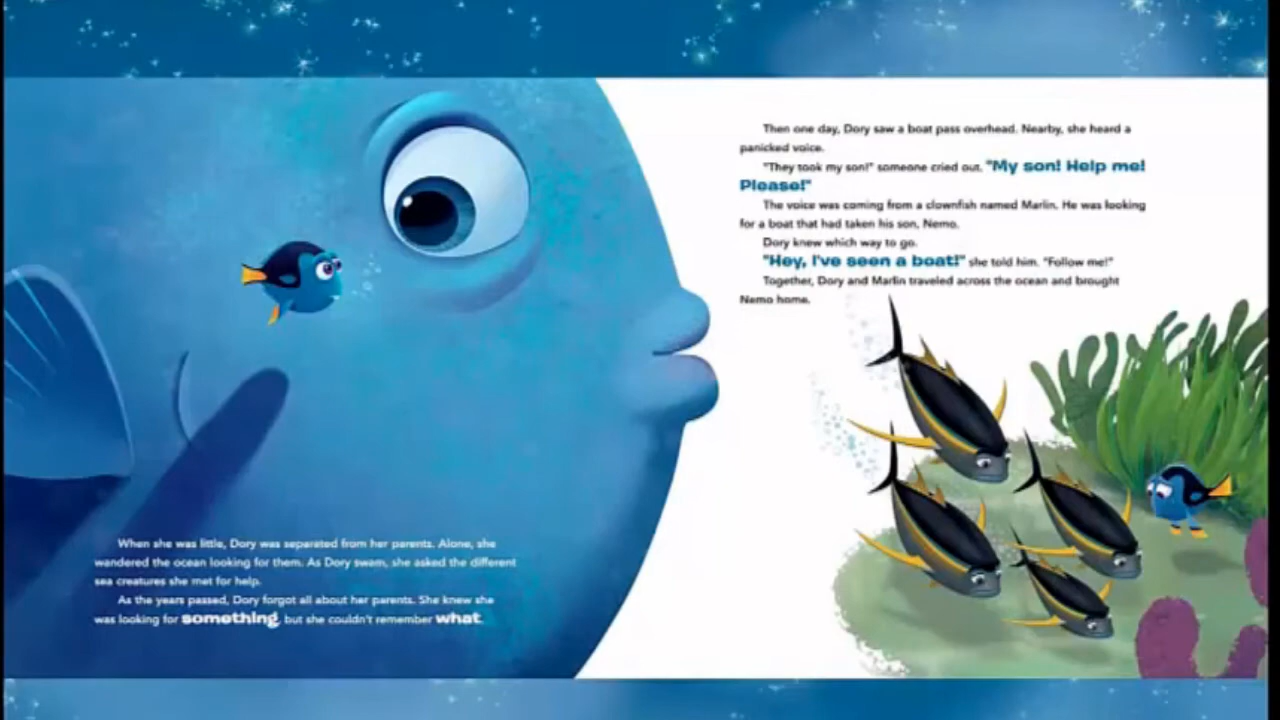 When she was little, Dory was separated from her parents. Alone, she
wandered the ocean looking for them. As Dory swam, she asked the different
sea creatures she met for help.
As the years passed, Dory forgot all about her parents. She knew she
was looking for something, but she couldn't remember what.
Then one day, Dory saw a boat pass overhead. Nearby, she heard a
panicked voice.
"They took my son!" someone cried out. "My son! Help me!
Please!"
The voice was coming from a clownfish named Marlin. He was looking
for a boat that had taken his son, Nemo.
Dory knew which way to go.
"Hey, I've seen a boat!" she told him. "Follow me!"
Together, Dory and Marlin traveled across the ocean and brought
Nemo home.